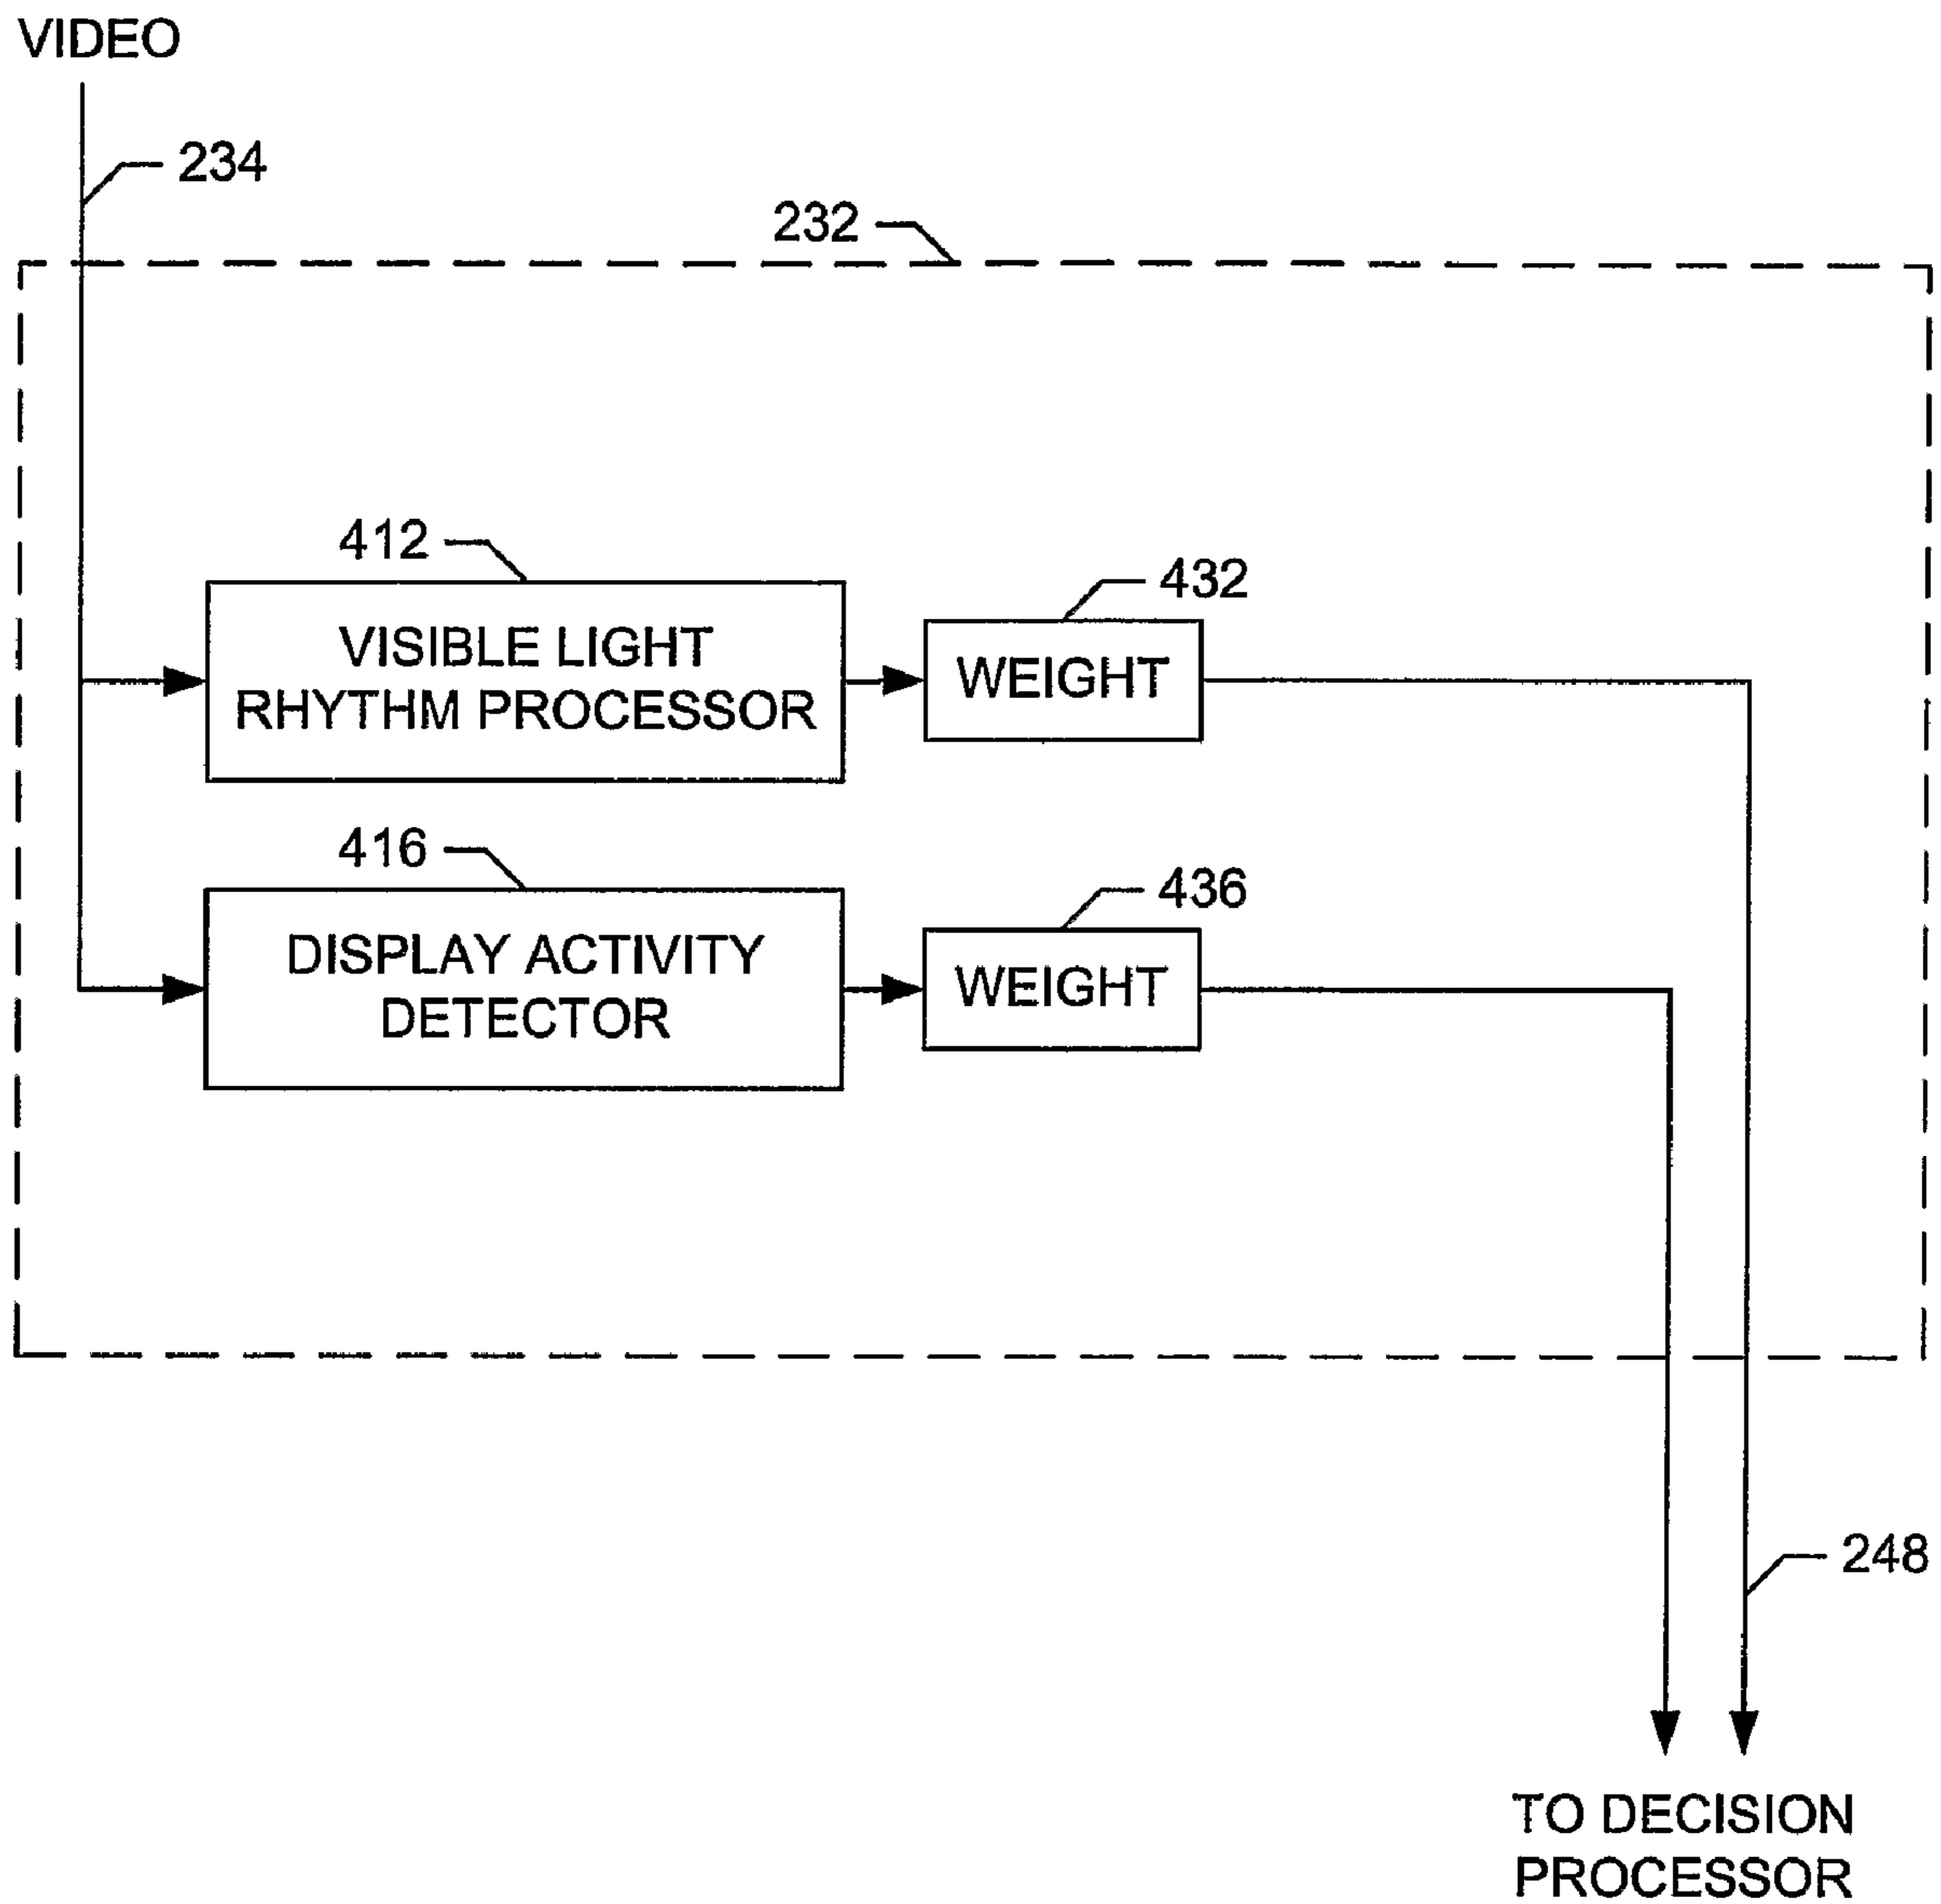 VIDEO
234
232
412
432
VISIBLE LIGHT
RHYTHM PROCESSOR
WEIGHT
416
436
DISPLAY ACTIVITY
DETECTOR
WEIGHT
248
TO DECISION
PROCESSOR